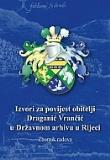 Izvori za povijest obitelji
Draganić Vrančić
u Državnom arhivu u Rijeci
Zbornik radova